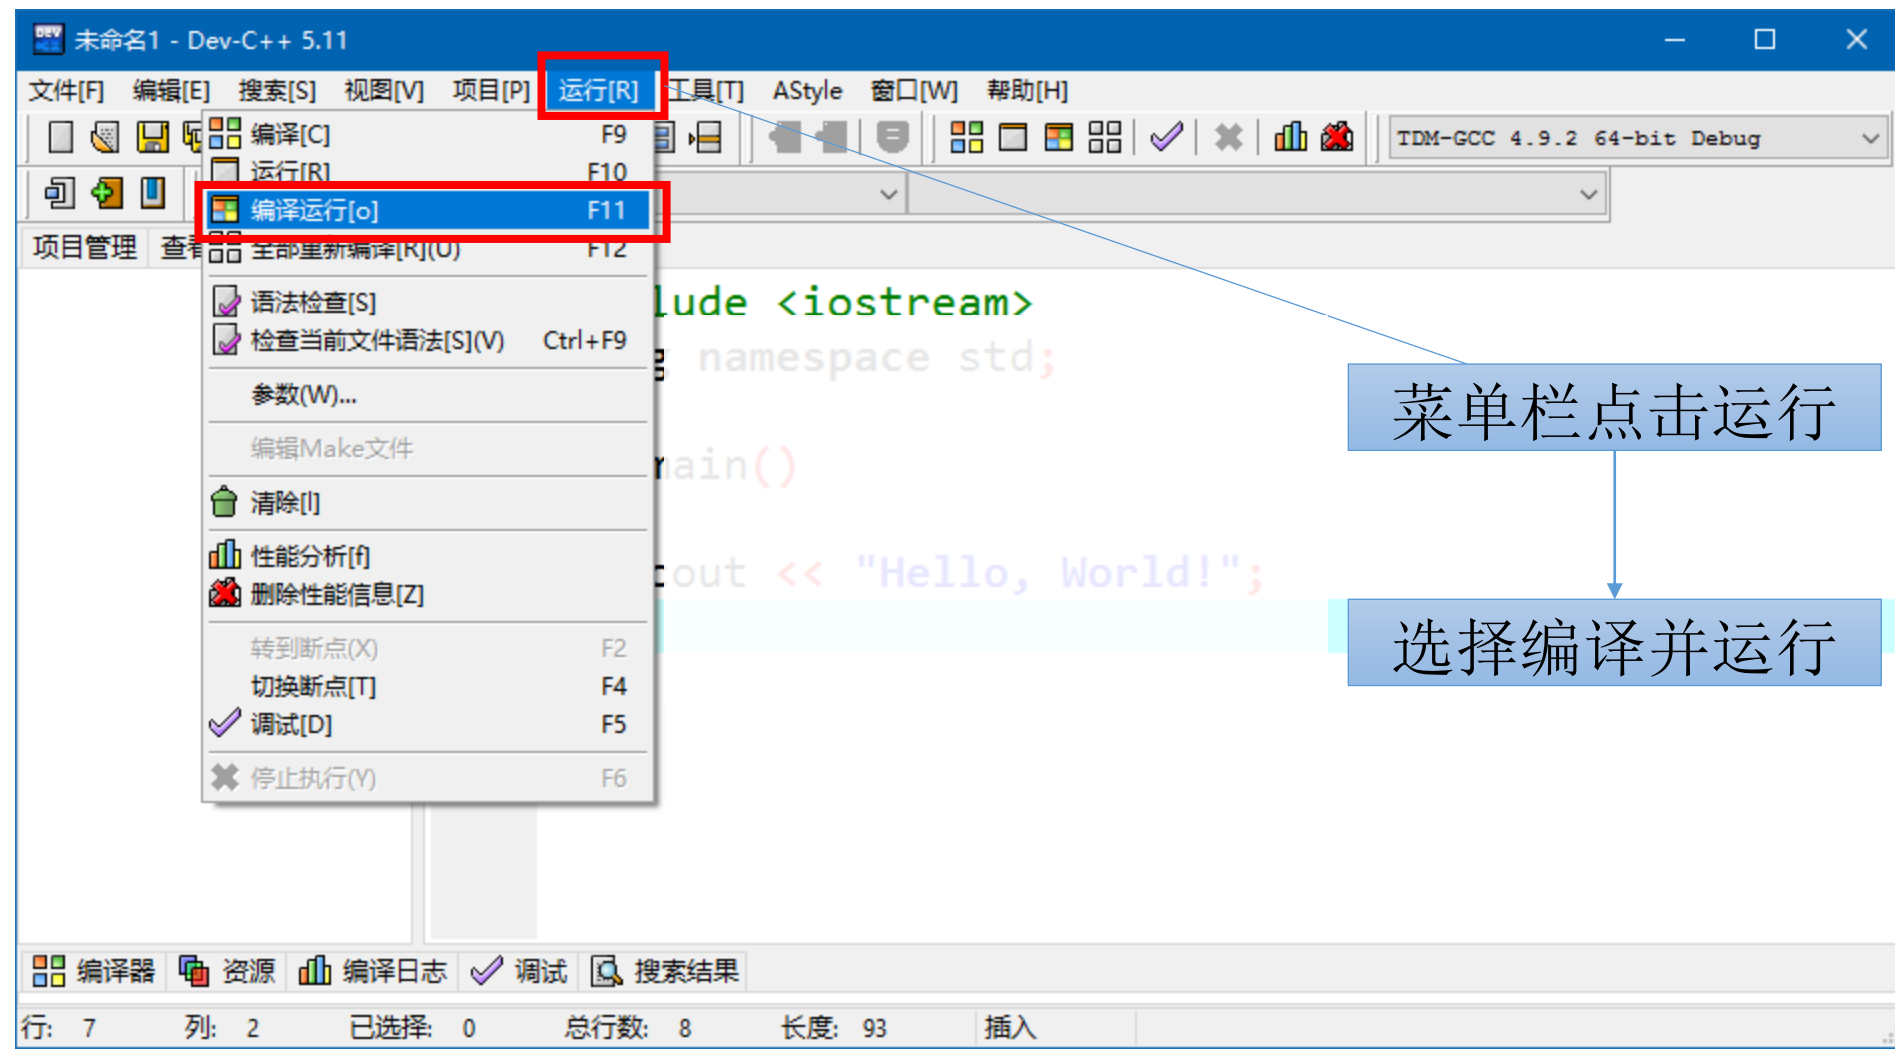 未命名1 - Dev-C++ 5.11
文件[F] 编辑[E] 搜索[S] 视图[V] 项目[P] 运行[R] 工具[T] AStyle 窗口[W] 帮助[H]
TDM-GCC 4.9.2 64-bit Debug
项目管理 查看
编译[C] F9
运行[R] F10
编译运行[o] F11
全部重新编译[R](U) F12
语法检查[S]
检查当前文件语法[S](V) Ctrl+F9
参数(W)...
编辑Make文件
清除[l]
性能分析[f]
删除性能信息[Z]
转到断点(X) F2
切换断点[T] F4
调试[D] F5
停止执行(Y) F6
lude <iostream>
g namespace std;
main()
cout << "Hello, World!";
菜单栏点击运行
选择编译并运行
编译器 资源 编译日志 调试 搜索结果
行: 7 列: 2 已选择: 0 总行数: 8 长度: 93 插入